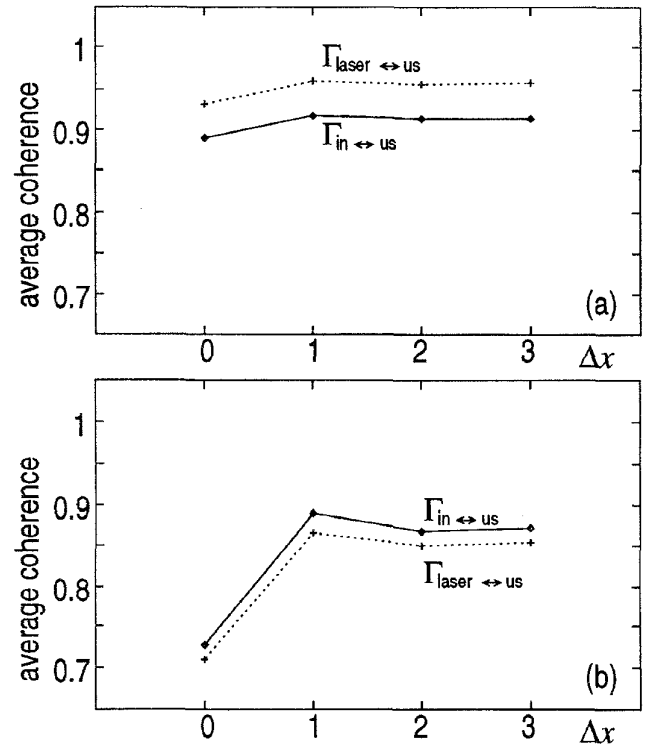 average coherence
1
0.9
0.8
0.7
Γlaser ↔ us
Γin ↔ us
(a)
0 1 2 3 Δx
average coherence
1
0.9
0.8
0.7
Γin ↔ us
Γlaser ↔ us
(b)
0 1 2 3 Δx